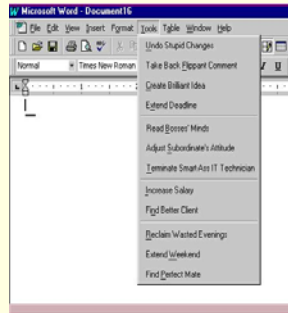 Microsoft Word - Document16
File Edit View Insert Format Tools Table Window Help
Normal Times New Roman
Undo Stupid Changes
Take Back Flippant Comment
Create Brilliant Idea
Extend Deadline
Read Bosses' Minds
Adjust Subordinate's Attitude
Terminate Smart-Ass IT Technician
Increase Salary
Find Better Client
Reclaim Wasted Evenings
Extend Weekend
Find Perfect Mate